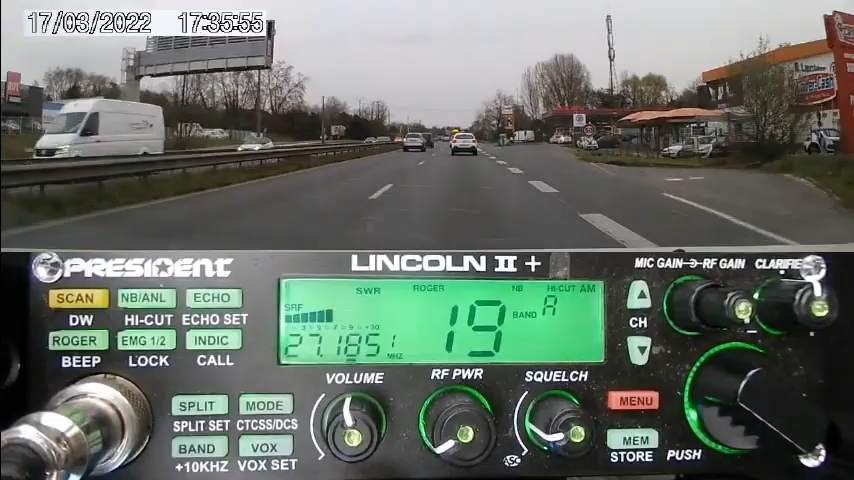 17/03/2022 17:35:55
PRESIDENT
LINCOLN II +
MIC GAIN RF GAIN CLARIFIE
SCAN NB/ANL ECHO
DW HI-CUT ECHO SET
ROGER EMG 1/2 INDIC
BEEP LOCK CALL
SWR ROGER NB HI-CUT AM
SRF
19 BAND A
27.185 MHZ
CH
VOLUME RF PWR SQUELCH
SPLIT MODE
SPLIT SET CTCSS/DCS
BAND VOX
+10KHZ VOX SET
ASC
MENU
MEM
STORE PUSH